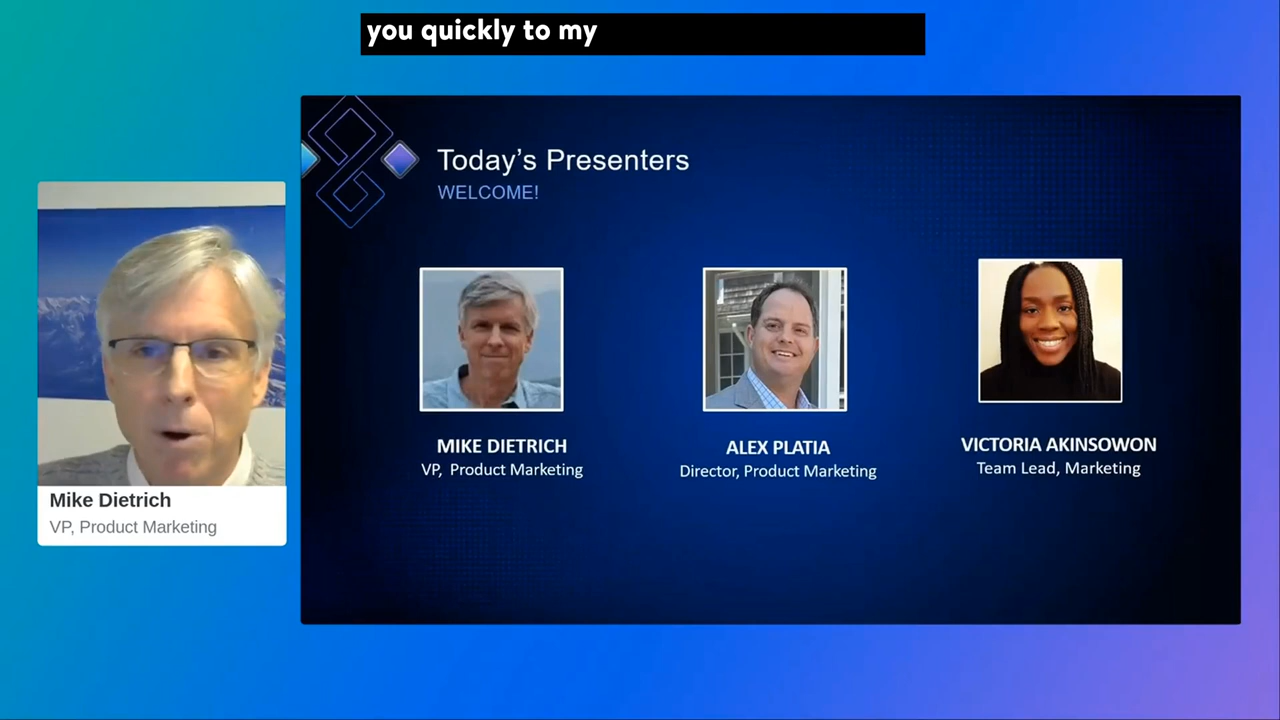 you quickly to my
Today's Presenters
WELCOME!
MIKE DIETRICH
VP, Product Marketing
ALEX PLATIA
Director, Product Marketing
VICTORIA AKINSOWON
Team Lead, Marketing
Mike Dietrich
VP, Product Marketing